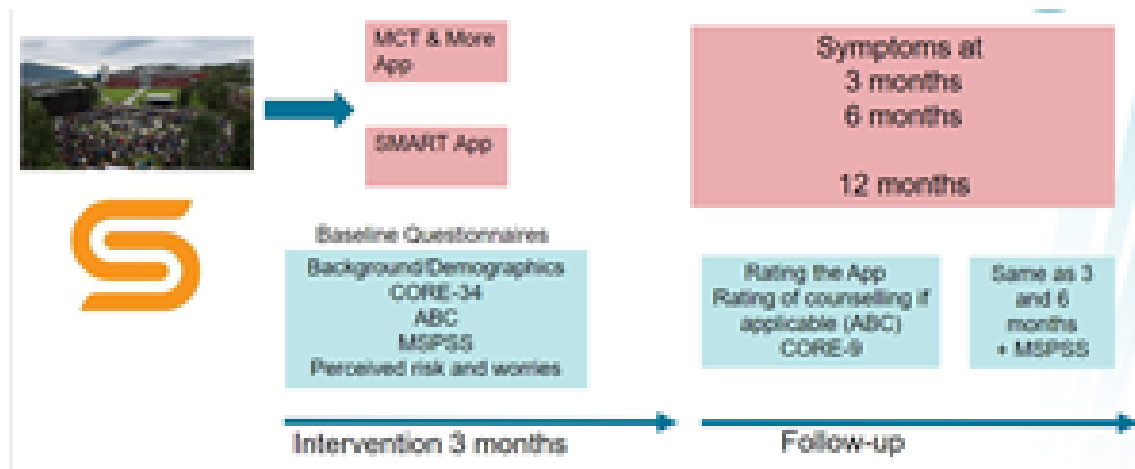 MCT & More
App
SMART App
Symptoms at
3 months
6 months
12 months
Baseline Questionnaires
Background/Demographics
CORE-34
ABC
MSPSS
Perceived risk and worries
Rating the App
Rating of counselling if
applicable (ABC)
CORE-9
Same as 3
and 6
months
+ MSPSS
Intervention 3 months
Follow-up